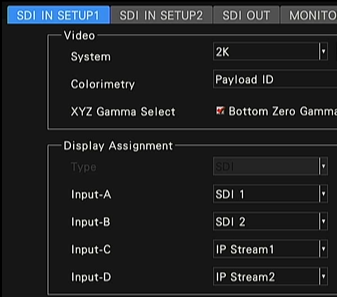 SDI IN SETUP1 SDI IN SETUP2 SDI OUT MONITO
Video
System 2K
Colorimetry Payload ID
XYZ Gamma Select Bottom Zero Gamma
Display Assignment
Type SDI
Input-A SDI 1
Input-B SDI 2
Input-C IP Stream1
Input-D IP Stream2